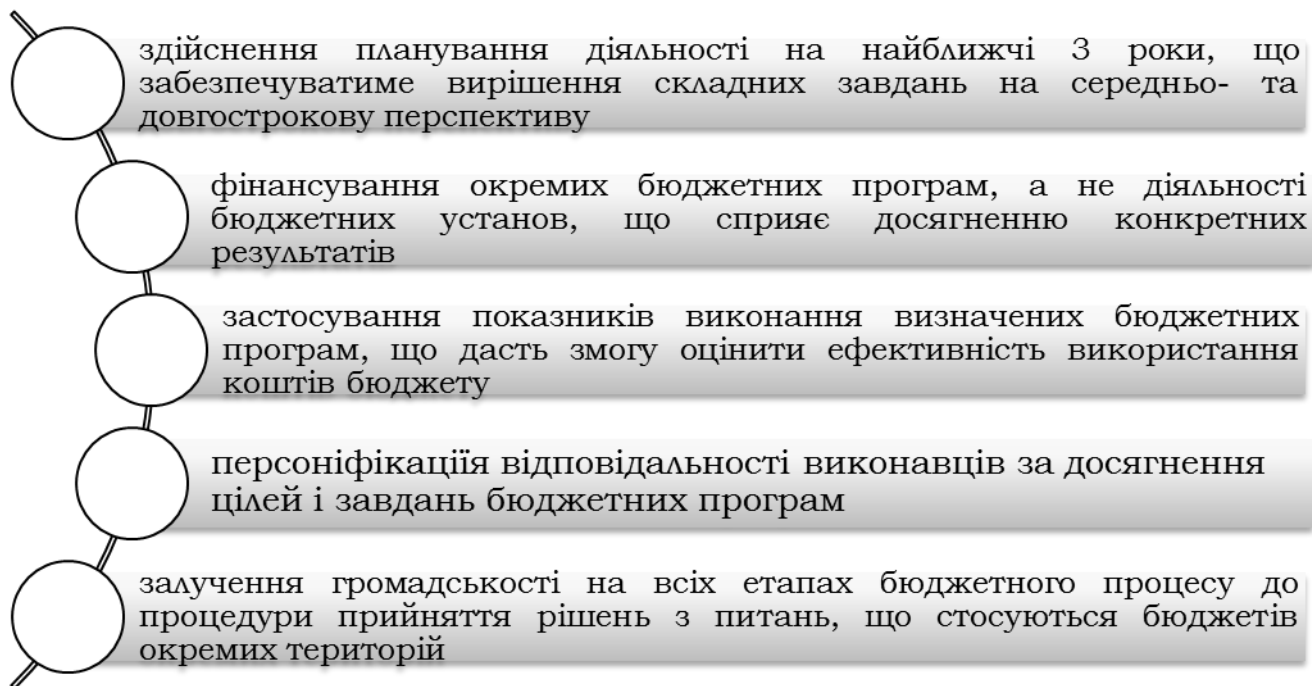 здійснення планування діяльності на найближчі 3 роки, що
забезпечуватиме вирішення складних завдань на середньо- та
довгострокову перспективу
фінансування окремих бюджетних програм, а не діяльності
бюджетних установ, що сприяє досягненню конкретних
результатів
застосування показників виконання визначених бюджетних
програм, що дасть змогу оцінити ефективність використання
коштів бюджету
персоніфікаціїя відповідальності виконавців за досягнення
цілей і завдань бюджетних програм
залучення громадськості на всіх етапах бюджетного процесу до
процедури прийняття рішень з питань, що стосуються бюджетів
окремих територій